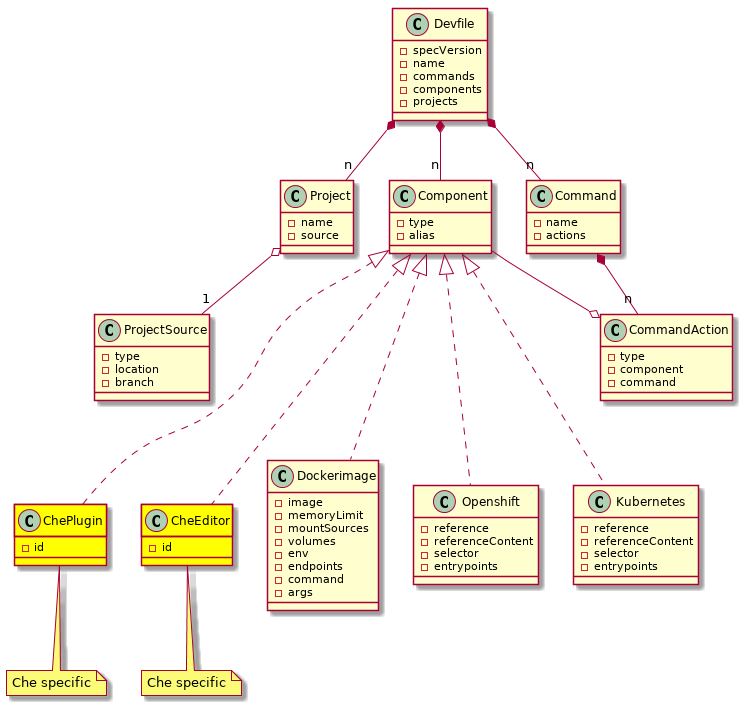 C Devfile
specVersion
name
commands
components
projects
n
n
n
C Project
name
source
C Component
type
alias
C Command
name
actions
1
n
C ProjectSource
type
location
branch
C CommandAction
type
component
command
C ChePlugin
id
C CheEditor
id
C Dockerimage
image
memoryLimit
mountSources
volumes
env
endpoints
command
args
C Openshift
reference
referenceContent
selector
entrypoints
C Kubernetes
reference
referenceContent
selector
entrypoints
Che specific
Che specific